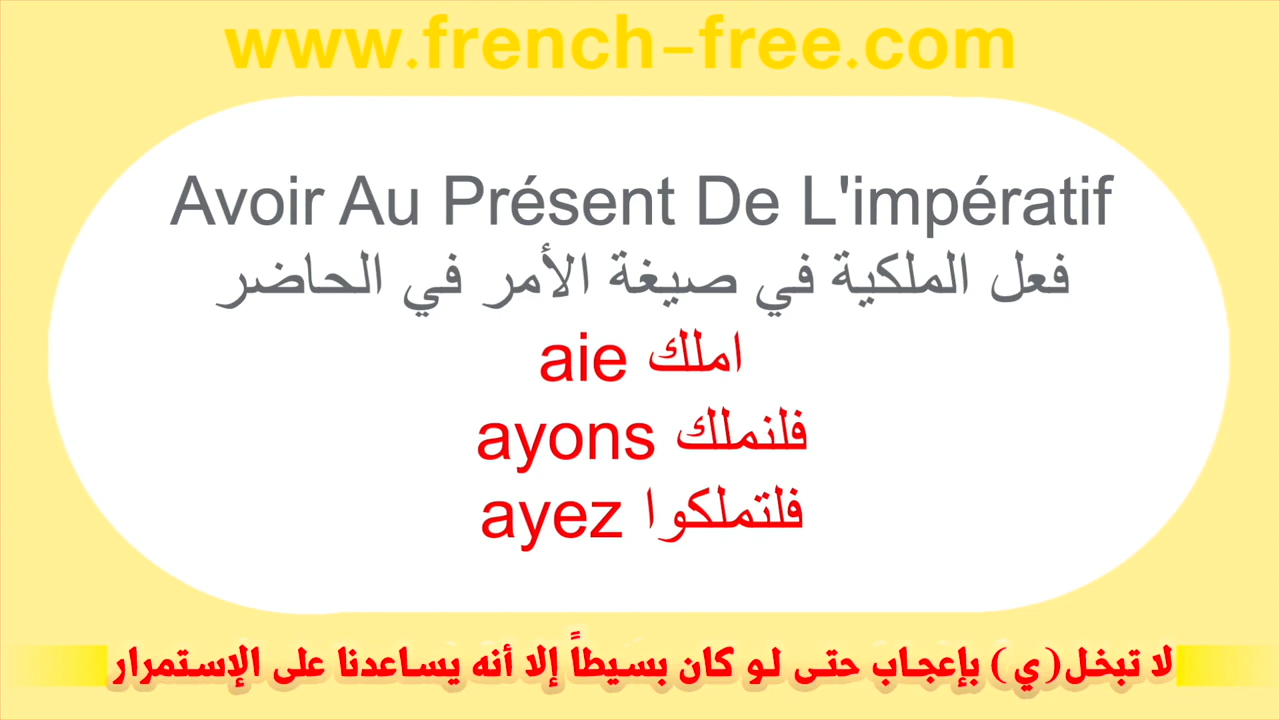 www.french-free.com
Avoir Au Présent De L'impératif
فعل الملكية في صيغة الأمر في الحاضر
aie املك
ayons فلنملك
ayez فلتملكوا
لا تبخل(ي) بإعجاب حتى لو كان بسيطاً إلا أنه يساعدنا على الإستمرار